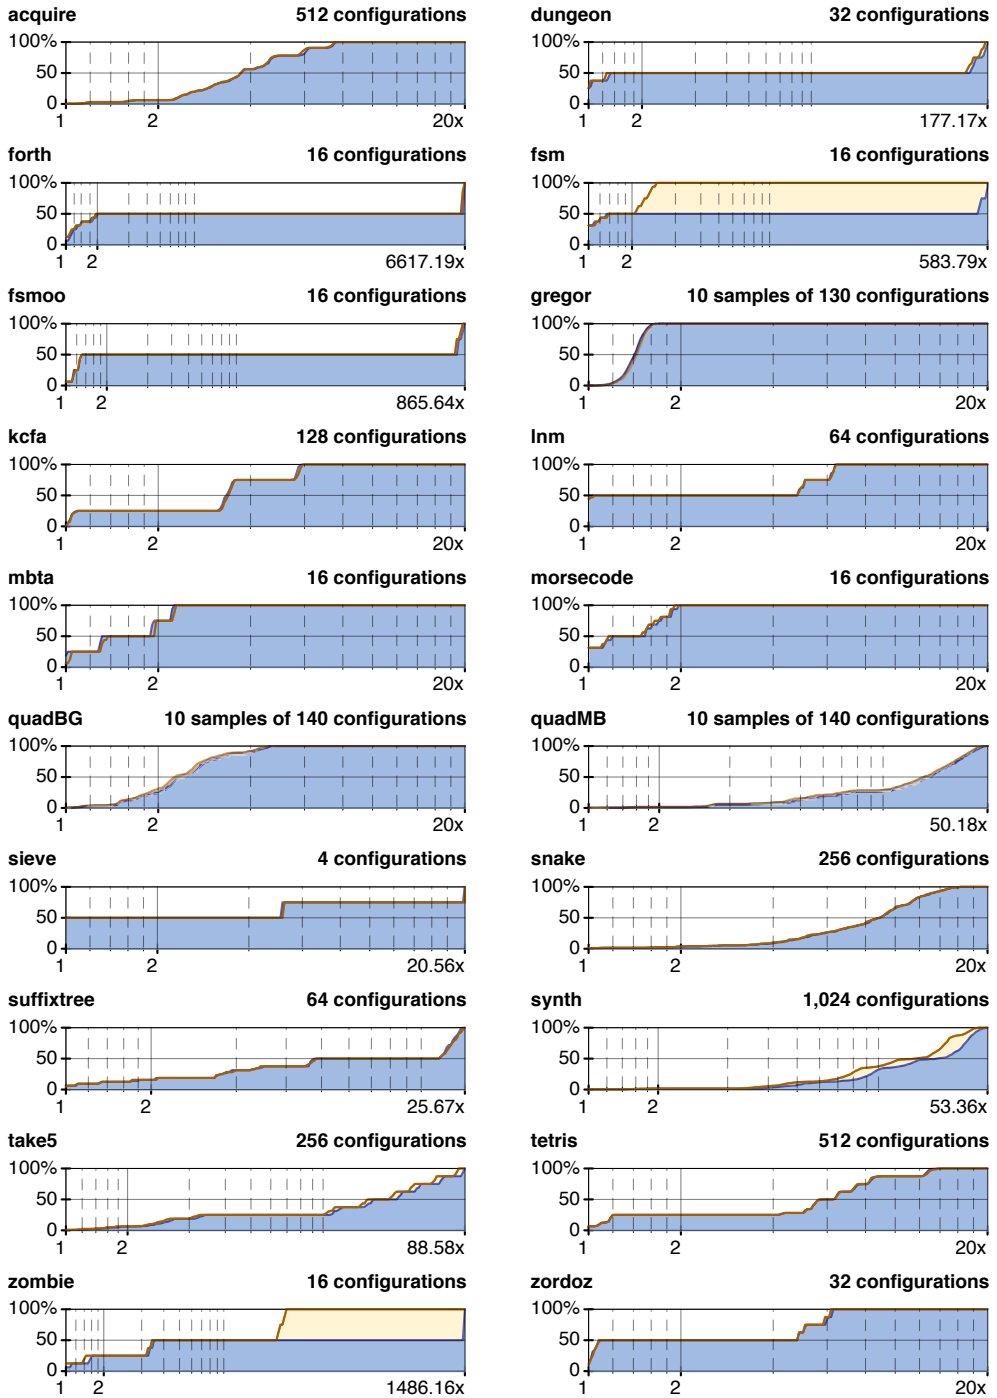 acquire 512 configurations
100%
50
0
1 2 20x
dungeon 32 configurations
100%
50
0
1 2 177.17x
forth 16 configurations
100%
50
0
1 2 6617.19x
fsm 16 configurations
100%
50
0
1 2 583.79x
fsmoo 16 configurations
100%
50
0
1 2 865.64x
gregor 10 samples of 130 configurations
100%
50
0
1 2 20x
kcfa 128 configurations
100%
50
0
1 2 20x
lnm 64 configurations
100%
50
0
1 2 20x
mbta 16 configurations
100%
50
0
1 2 20x
morsecode 16 configurations
100%
50
0
1 2 20x
quadBG 10 samples of 140 configurations
100%
50
0
1 2 20x
quadMB 10 samples of 140 configurations
100%
50
0
1 2 50.18x
sieve 4 configurations
100%
50
0
1 2 20.56x
snake 256 configurations
100%
50
0
1 2 20x
suffixtree 64 configurations
100%
50
0
1 2 25.67x
synth 1,024 configurations
100%
50
0
1 2 53.36x
take5 256 configurations
100%
50
0
1 2 88.58x
tetris 512 configurations
100%
50
0
1 2 20x
zombie 16 configurations
100%
50
0
1 2 1486.16x
zordoz 32 configurations
100%
50
0
1 2 20x